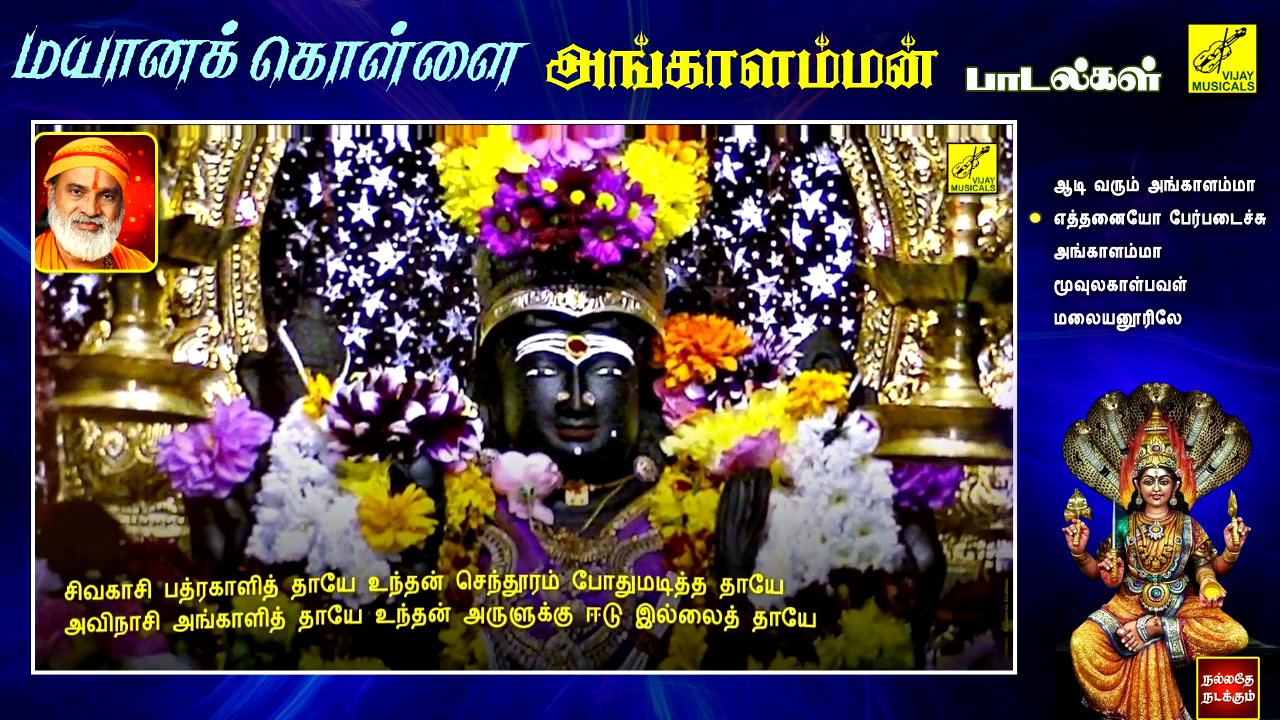 மயானக் கொள்ளை அங்காளம்மன் பாடல்கள்
VIJAY
MUSICALS
VIJAY
MUSICALS
ஆடி வரும் அங்காளம்மா
எத்தனையோ பேர்படைச்சு
அங்காளம்மா
மூவுலகாள்பவள்
மலையனூரிலே
சிவகாசி பத்ரகாளித் தாயே உந்தன் செந்தூரம் போதுமடித்த தாயே
அவிநாசி அங்காளித் தாயே உந்தன் அருளுக்கு ஈடு இல்லைத் தாயே
நல்லதே
நடக்கும்